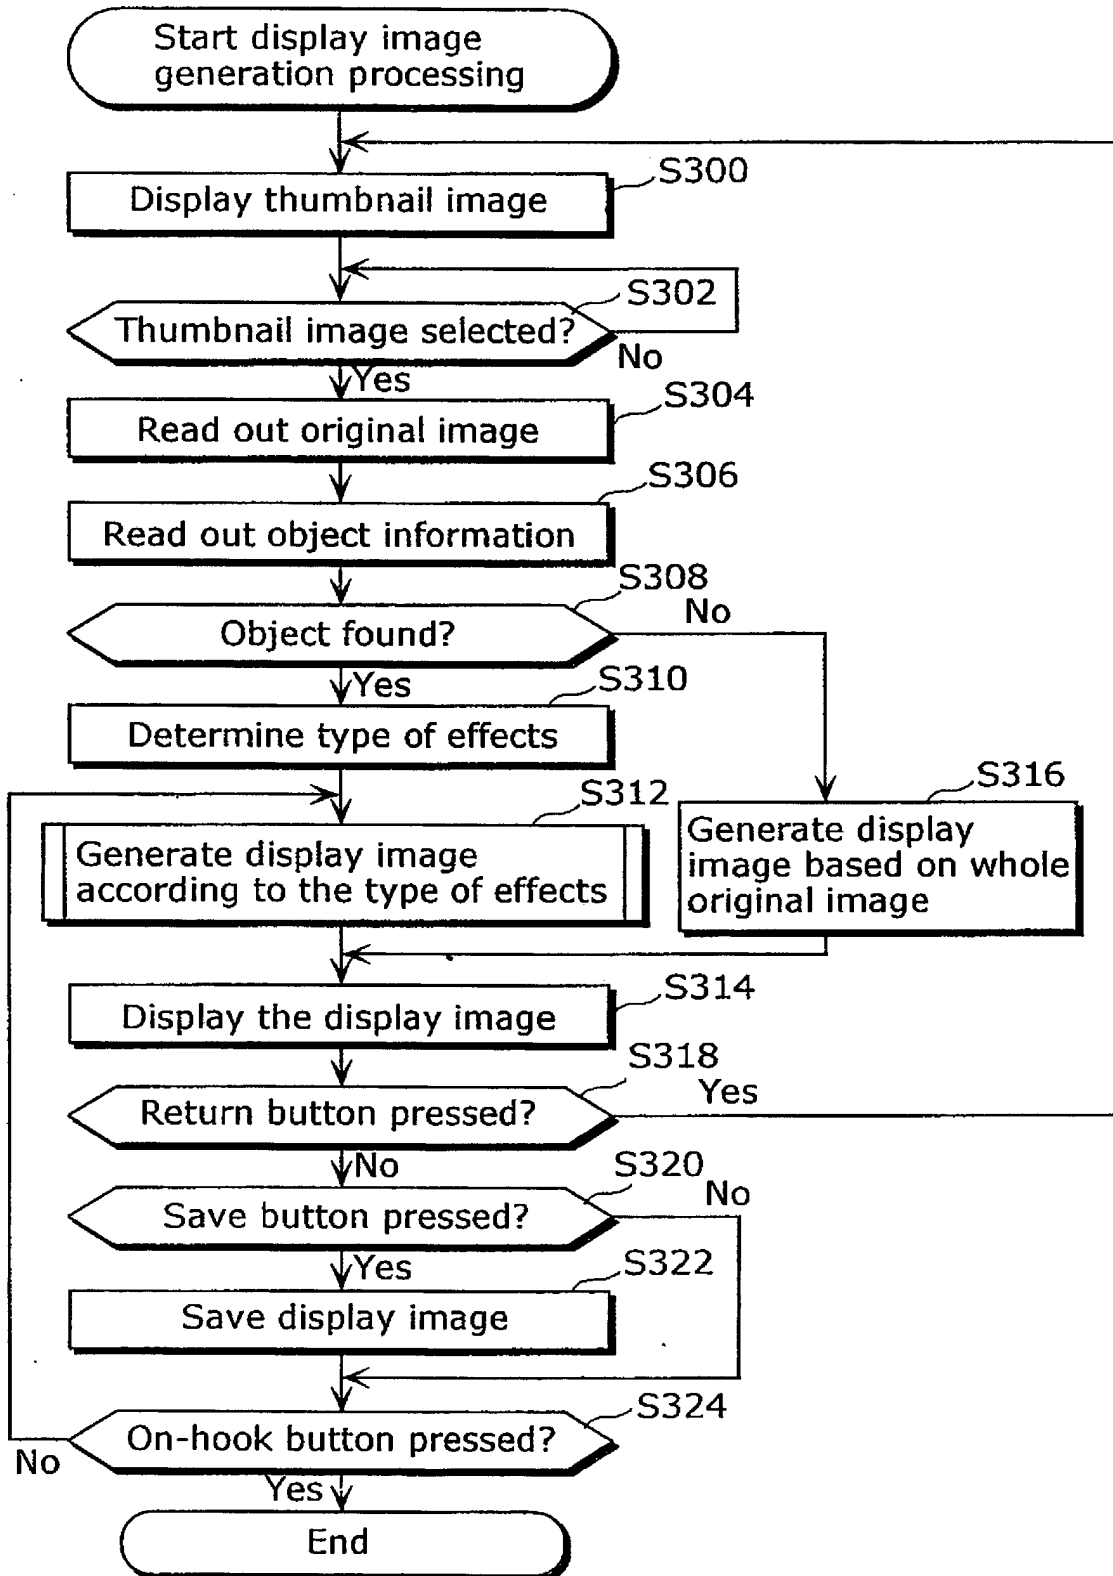 Start display image
generation processing
S300
Display thumbnail image
S302
Thumbnail image selected?
No
Yes
S304
Read out original image
S306
Read out object information
S308
No
Object found?
Yes
S310
Determine type of effects
S312
Generate display image
according to the type of effects
S316
Generate display
image based on whole
original image
S314
Display the display image
S318
Yes
Return button pressed?
No
S320
No
Save button pressed?
Yes
S322
Save display image
S324
On-hook button pressed?
No
Yes
End